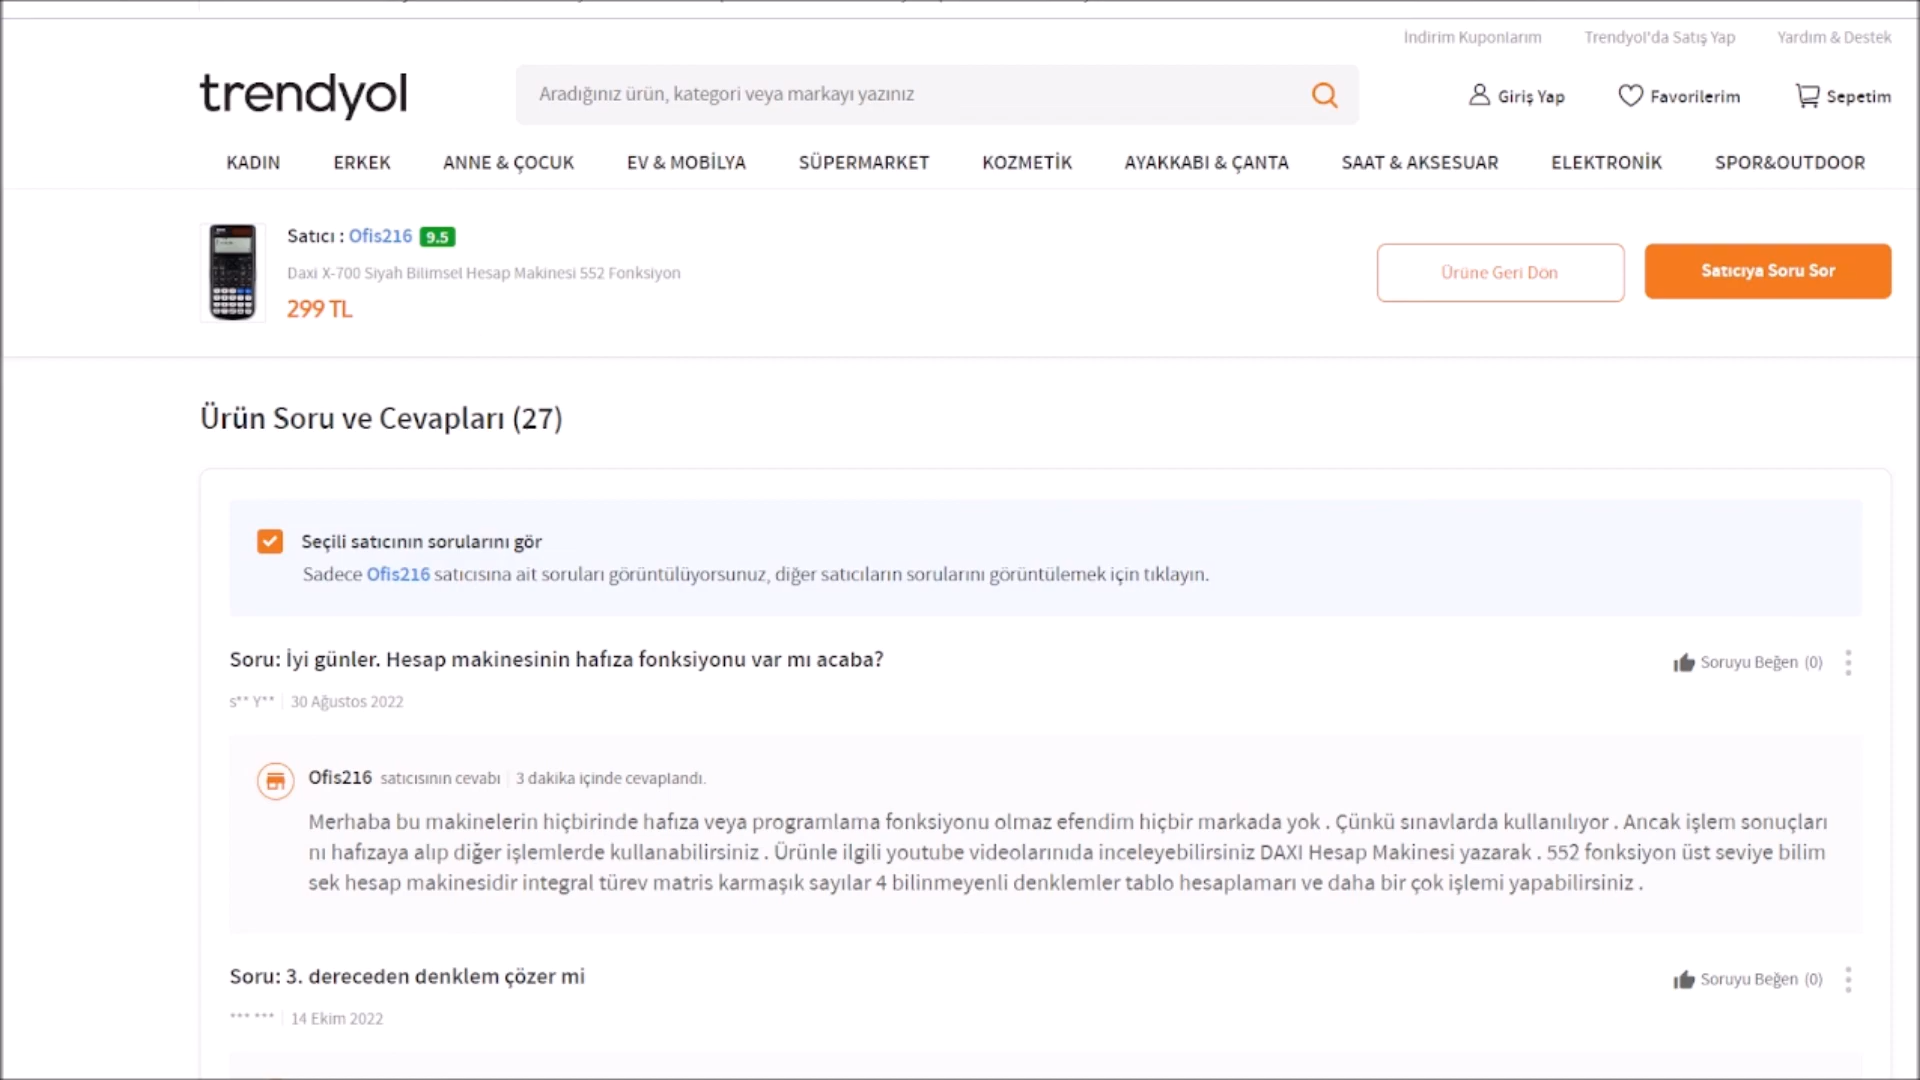 İndirim Kuponlarım Trendyol'da Satış Yap Yardım & Destek
trendyol
Aradığınız ürün, kategori veya markayı yazınız
Giriş Yap Favorilerim Sepetim
KADIN ERKEK ANNE & ÇOCUK EV & MOBİLYA SÜPERMARKET KOZMETİK AYAKKABI & ÇANTA SAAT & AKSESUAR ELEKTRONİK SPOR&OUTDOOR
Satıcı : Ofis216 9.5
Daxi X-700 Siyah Bilimsel Hesap Makinesi 552 Fonksiyon
299 TL
Ürüne Geri Dön
Satıcıya Soru Sor
Ürün Soru ve Cevapları (27)
Seçili satıcının sorularını gör
Sadece Ofis216 satıcısına ait soruları görüntülüyorsunuz, diğer satıcıların sorularını görüntülemek için tıklayın.
Soru: İyi günler. Hesap makinesinin hafıza fonksiyonu var mı acaba?
Soruyu Beğen (0)
s** Y** 30 Ağustos 2022
Ofis216 satıcısının cevabı 3 dakika içinde cevaplandı.
Merhaba bu makinelerin hiçbirinde hafıza veya programlama fonksiyonu olmaz efendim hiçbir markada yok . Çünkü sınavlarda kullanılıyor . Ancak işlem sonuçları
nı hafızaya alıp diğer işlemlerde kullanabilirsiniz . Ürünle ilgili youtube videolarınıda inceleyebilirsiniz DAXI Hesap Makinesi yazarak . 552 fonksiyon üst seviye bilim
sek hesap makinesidir integral türev matris karmaşık sayılar 4 bilinmeyenli denklemler tablo hesaplamarı ve daha bir çok işlemi yapabilirsiniz .
Soru: 3. dereceden denklem çözer mi
Soruyu Beğen (0)
*** *** 14 Ekim 2022